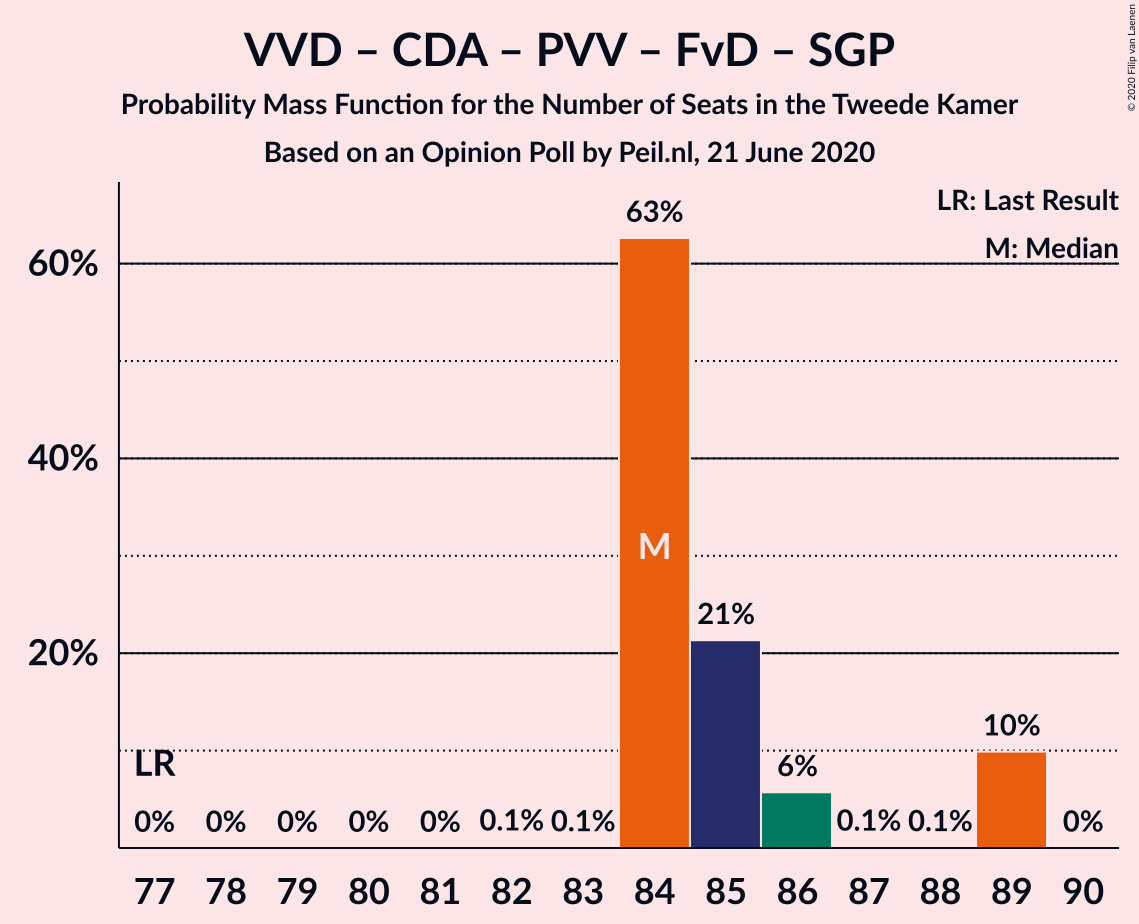 VVD – CDA – PVV – FvD – SGP
Probability Mass Function for the Number of Seats in the Tweede Kamer
Based on an Opinion Poll by Peil.nl, 21 June 2020
© 2020 Filip van Laenen
LR: Last Result
M: Median
63%
60%
40%
M
21%
20%
10%
LR
6%
0% 0% 0% 0% 0% 0.1% 0.1% 0.1% 0.1% 0%
77 78 79 80 81 82 83 84 85 86 87 88 89 90